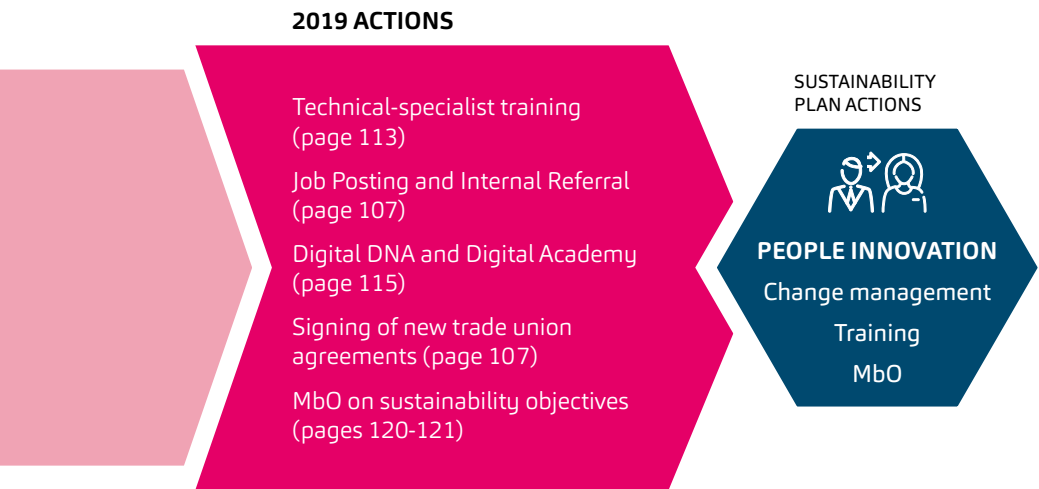 2019 ACTIONS
Technical-specialist training
(page 113)
Job Posting and Internal Referral
(page 107)
Digital DNA and Digital Academy
(page 115)
Signing of new trade union
agreements (page 107)
MbO on sustainability objectives
(pages 120-121)
SUSTAINABILITY
PLAN ACTIONS
PEOPLE INNOVATION
Change management
Training
MbO